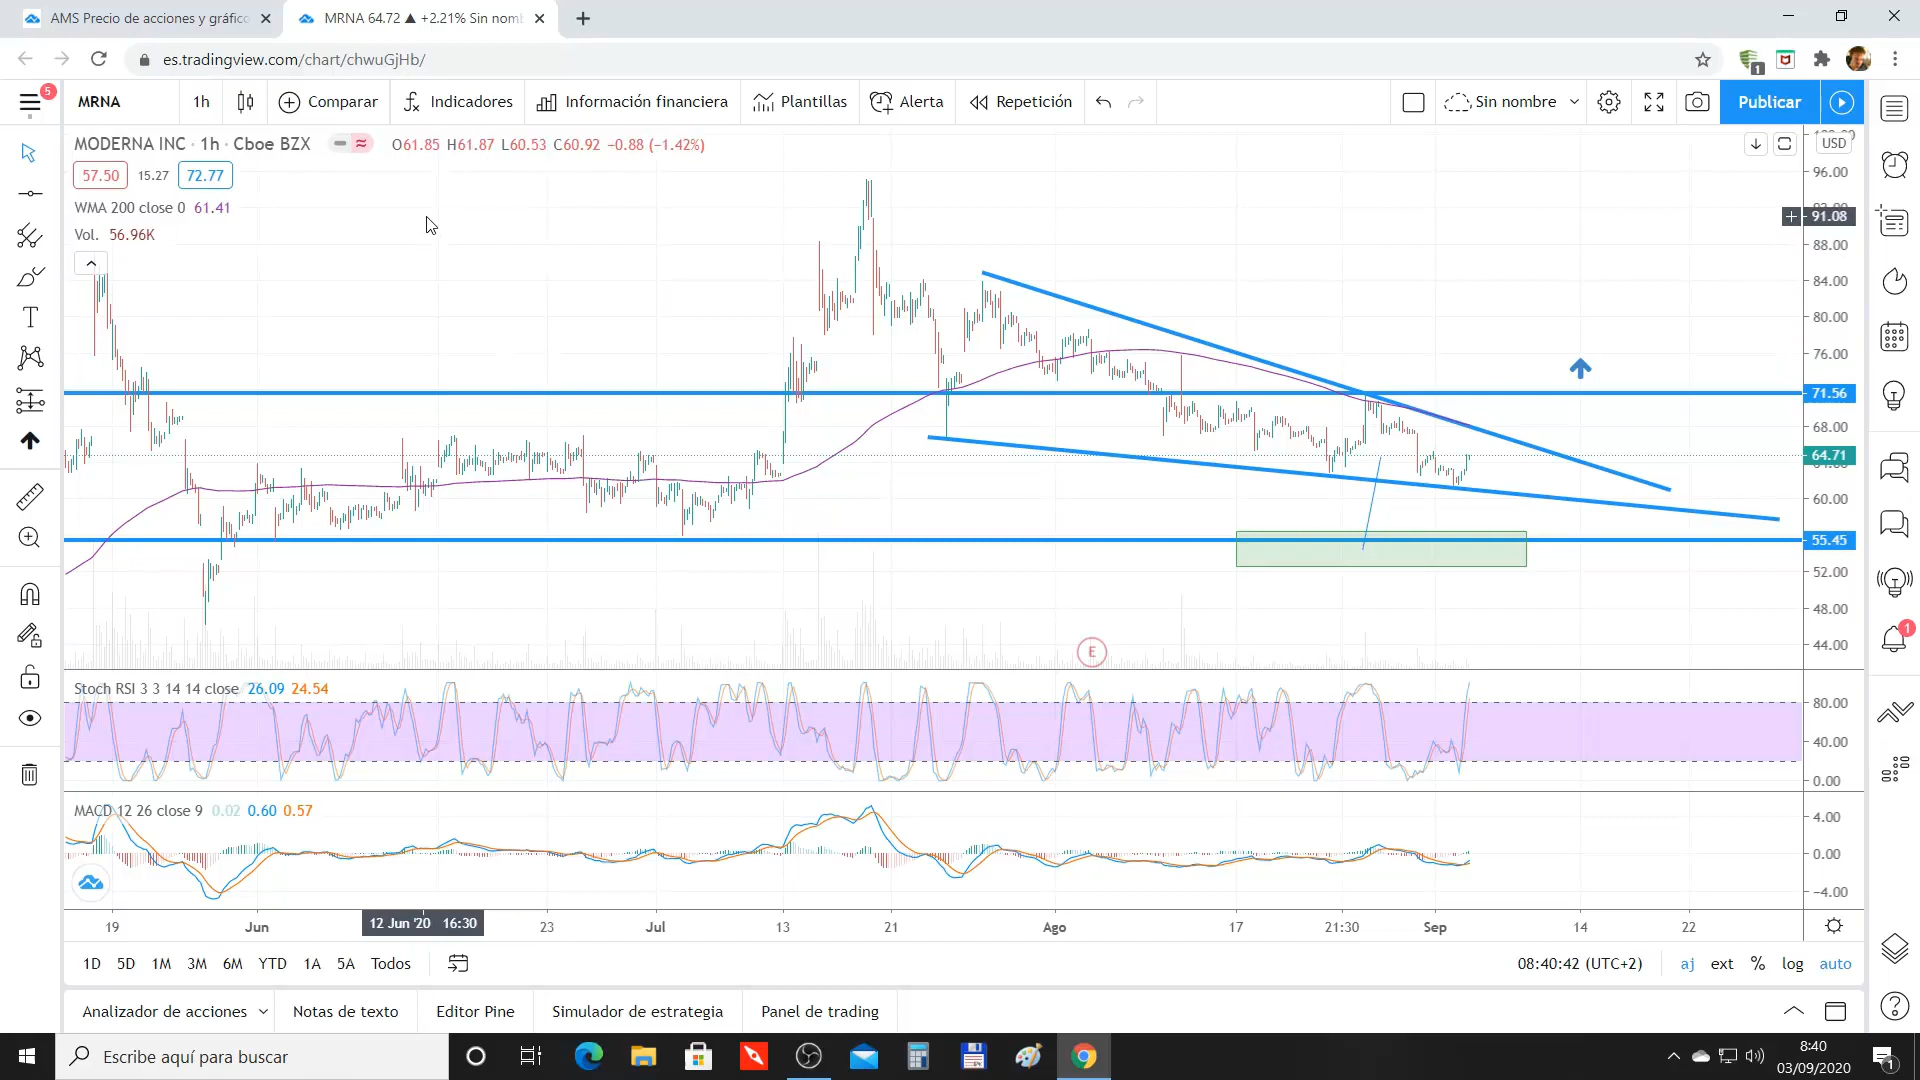 AMS Precio de acciones y gráfico
MRNA 64.72 ▲ +2.21% Sin nomb
es.tradingview.com/chart/chwuGjHb/
1
5
MRNA
1h
Comparar
Indicadores
Información financiera
Plantillas
Alerta
Repetición
Sin nombre
Publicar
MODERNA INC · 1h · Cboe BZX
O61.85 H61.87 L60.53 C60.92 −0.88 (−1.42%)
USD
57.50 15.27 72.77
WMA 200 close 0 61.41
Vol. 56.96K
96.00
91.08
88.00
84.00
80.00
76.00
71.56
68.00
64.71
60.00
55.45
52.00
48.00
44.00
E
1
Stoch RSI 3 3 14 14 close 26.09 24.54
80.00
40.00
0.00
MACD 12 26 close 9 0.02 0.60 0.57
4.00
0.00
−4.00
19 Jun 12 Jun '20 16:30 23 Jul 13 21 Ago 17 21:30 Sep 14 22
1D 5D 1M 3M 6M YTD 1A 5A Todos
08:40:42 (UTC+2) aj ext % log auto
Analizador de acciones Notas de texto Editor Pine Simulador de estrategia Panel de trading
Escribe aquí para buscar
8:40
03/09/2020
1